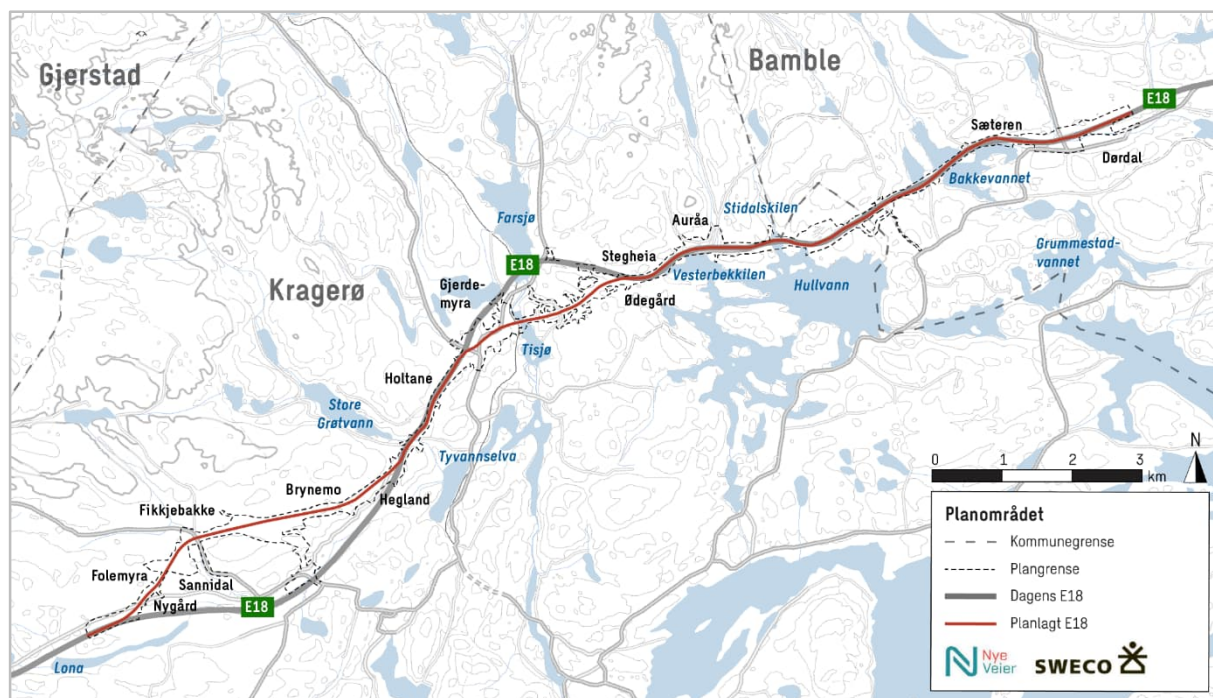 Gjerstad
Bamble
E18
Sæteren
Dørdal
Bakkevannet
Stidalskilen
Auråa
Farsjø
Stegheia
E18
Vesterbekkilen
Hullvann
Grummestad-
vannet
Gjerde-
myra
Kragerø
Ødegård
Tisjø
Holtane
Store
Grøtvann
Tyvannselva
Hegland
Brynemo
Fikkjebakke
Folemyra
Sannidal
Nygård
E18
Lona
N
0 1 2 3
km
Planområdet
Kommunegrense
Plangrense
Dagens E18
Planlagt E18
Nye
Veier
SWECO